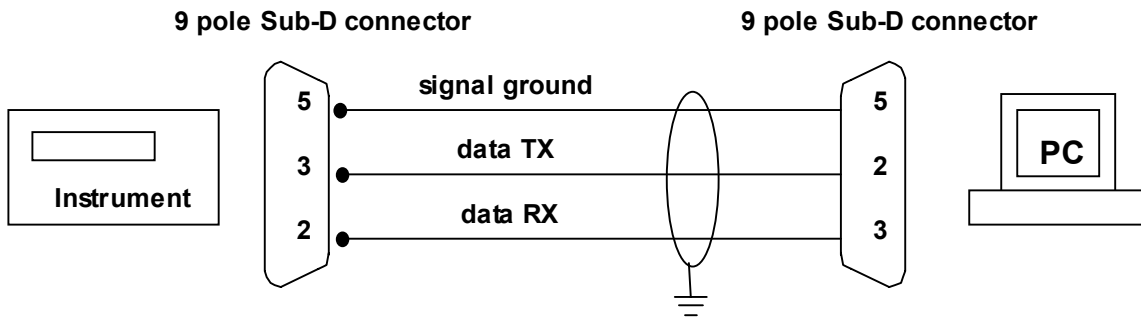 9 pole Sub-D connector
9 pole Sub-D connector
5
signal ground
5
3
data TX
2
PC
Instrument
2
data RX
3